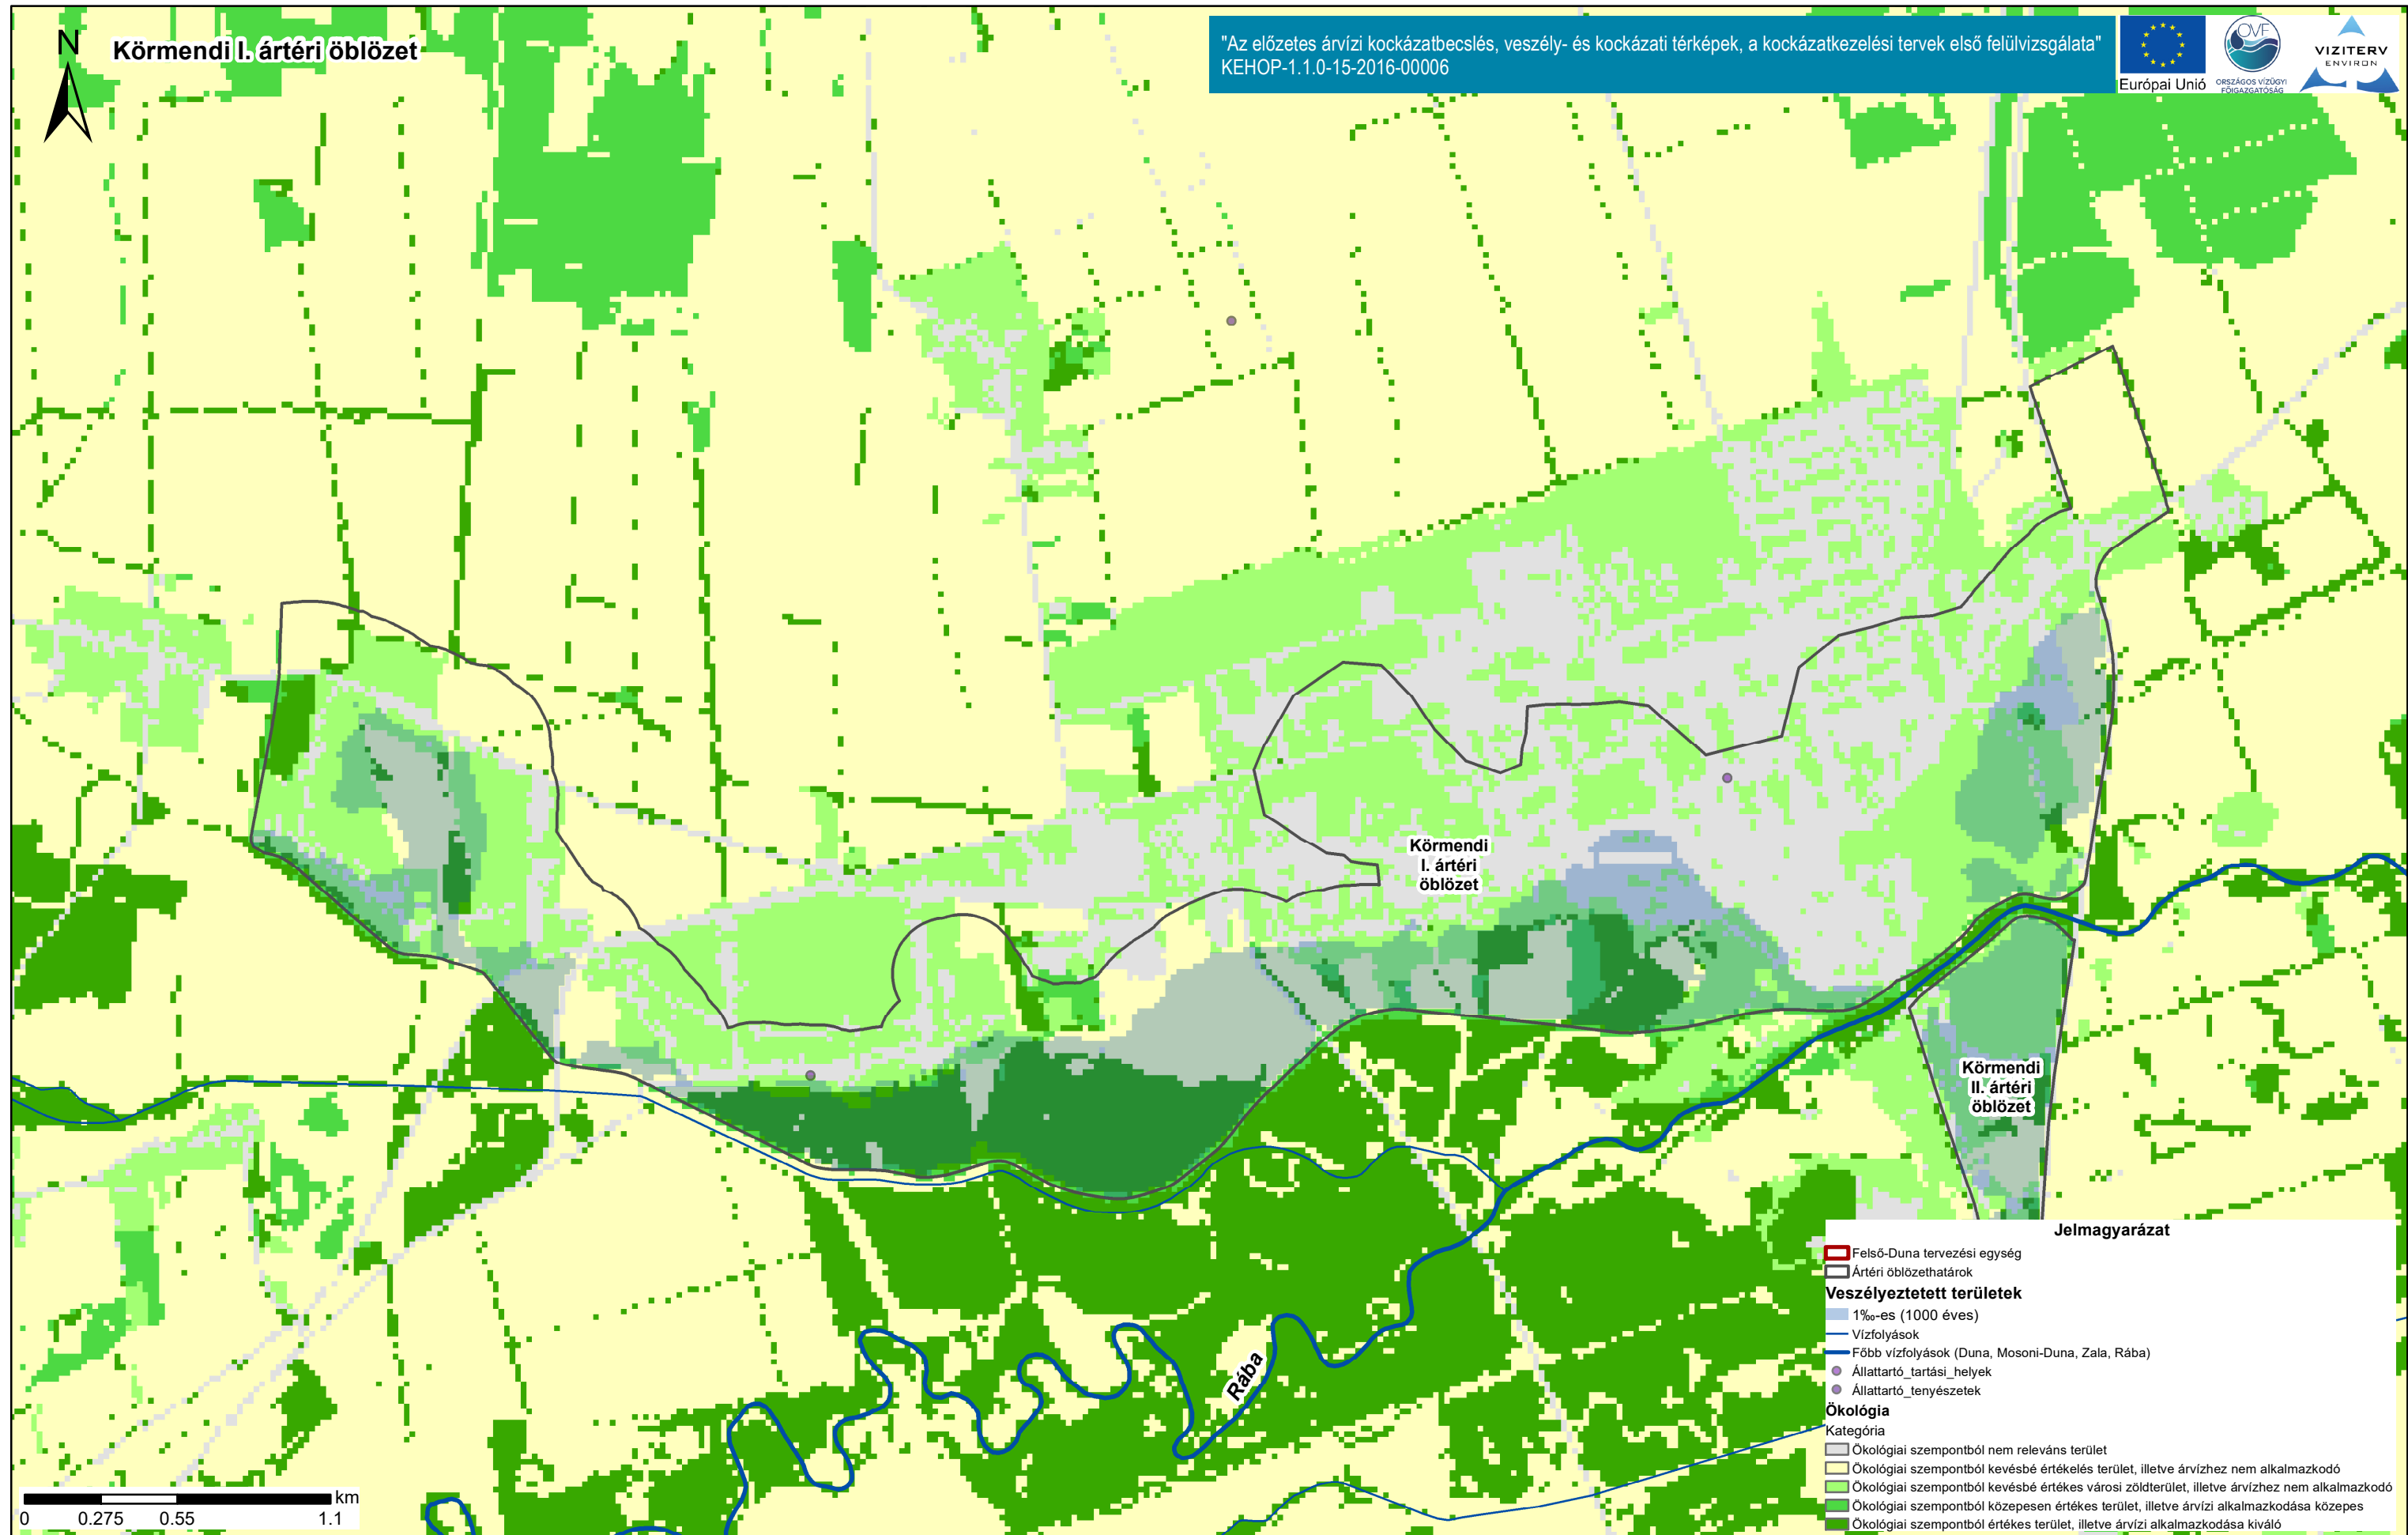 N
Körmendi I. ártéri öblözet
"Az előzetes árvízi kockázatbecslés, veszély- és kockázati térképek, a kockázatkezelési tervek első felülvizsgálata"
KEHOP-1.1.0-15-2016-00006
Európai Unió
OVF
ORSZÁGOS VÍZÜGYI
FŐIGAZGATÓSÁG
VIZITERV
ENVIRON
Körmendi
I. ártéri
öblözet
Körmendi
II. ártéri
öblözet
Rába
Jelmagyarázat
Felső-Duna tervezési egység
Ártéri öblözethatárok
Veszélyeztetett területek
1‰-es (1000 éves)
Vízfolyások
Főbb vízfolyások (Duna, Mosoni-Duna, Zala, Rába)
Állattartó_tartási_helyek
Állattartó_tenyészetek
Ökológia
Kategória
Ökológiai szempontból nem releváns terület
Ökológiai szempontból kevésbé értékelés terület, illetve árvízhez nem alkalmazkodó
Ökológiai szempontból kevésbé értékes városi zöldterület, illetve árvízhez nem alkalmazkodó
Ökológiai szempontból közepesen értékes terület, illetve árvízi alkalmazkodása közepes
Ökológiai szempontból értékes terület, illetve árvízi alkalmazkodása kiváló
km
0 0.275 0.55 1.1